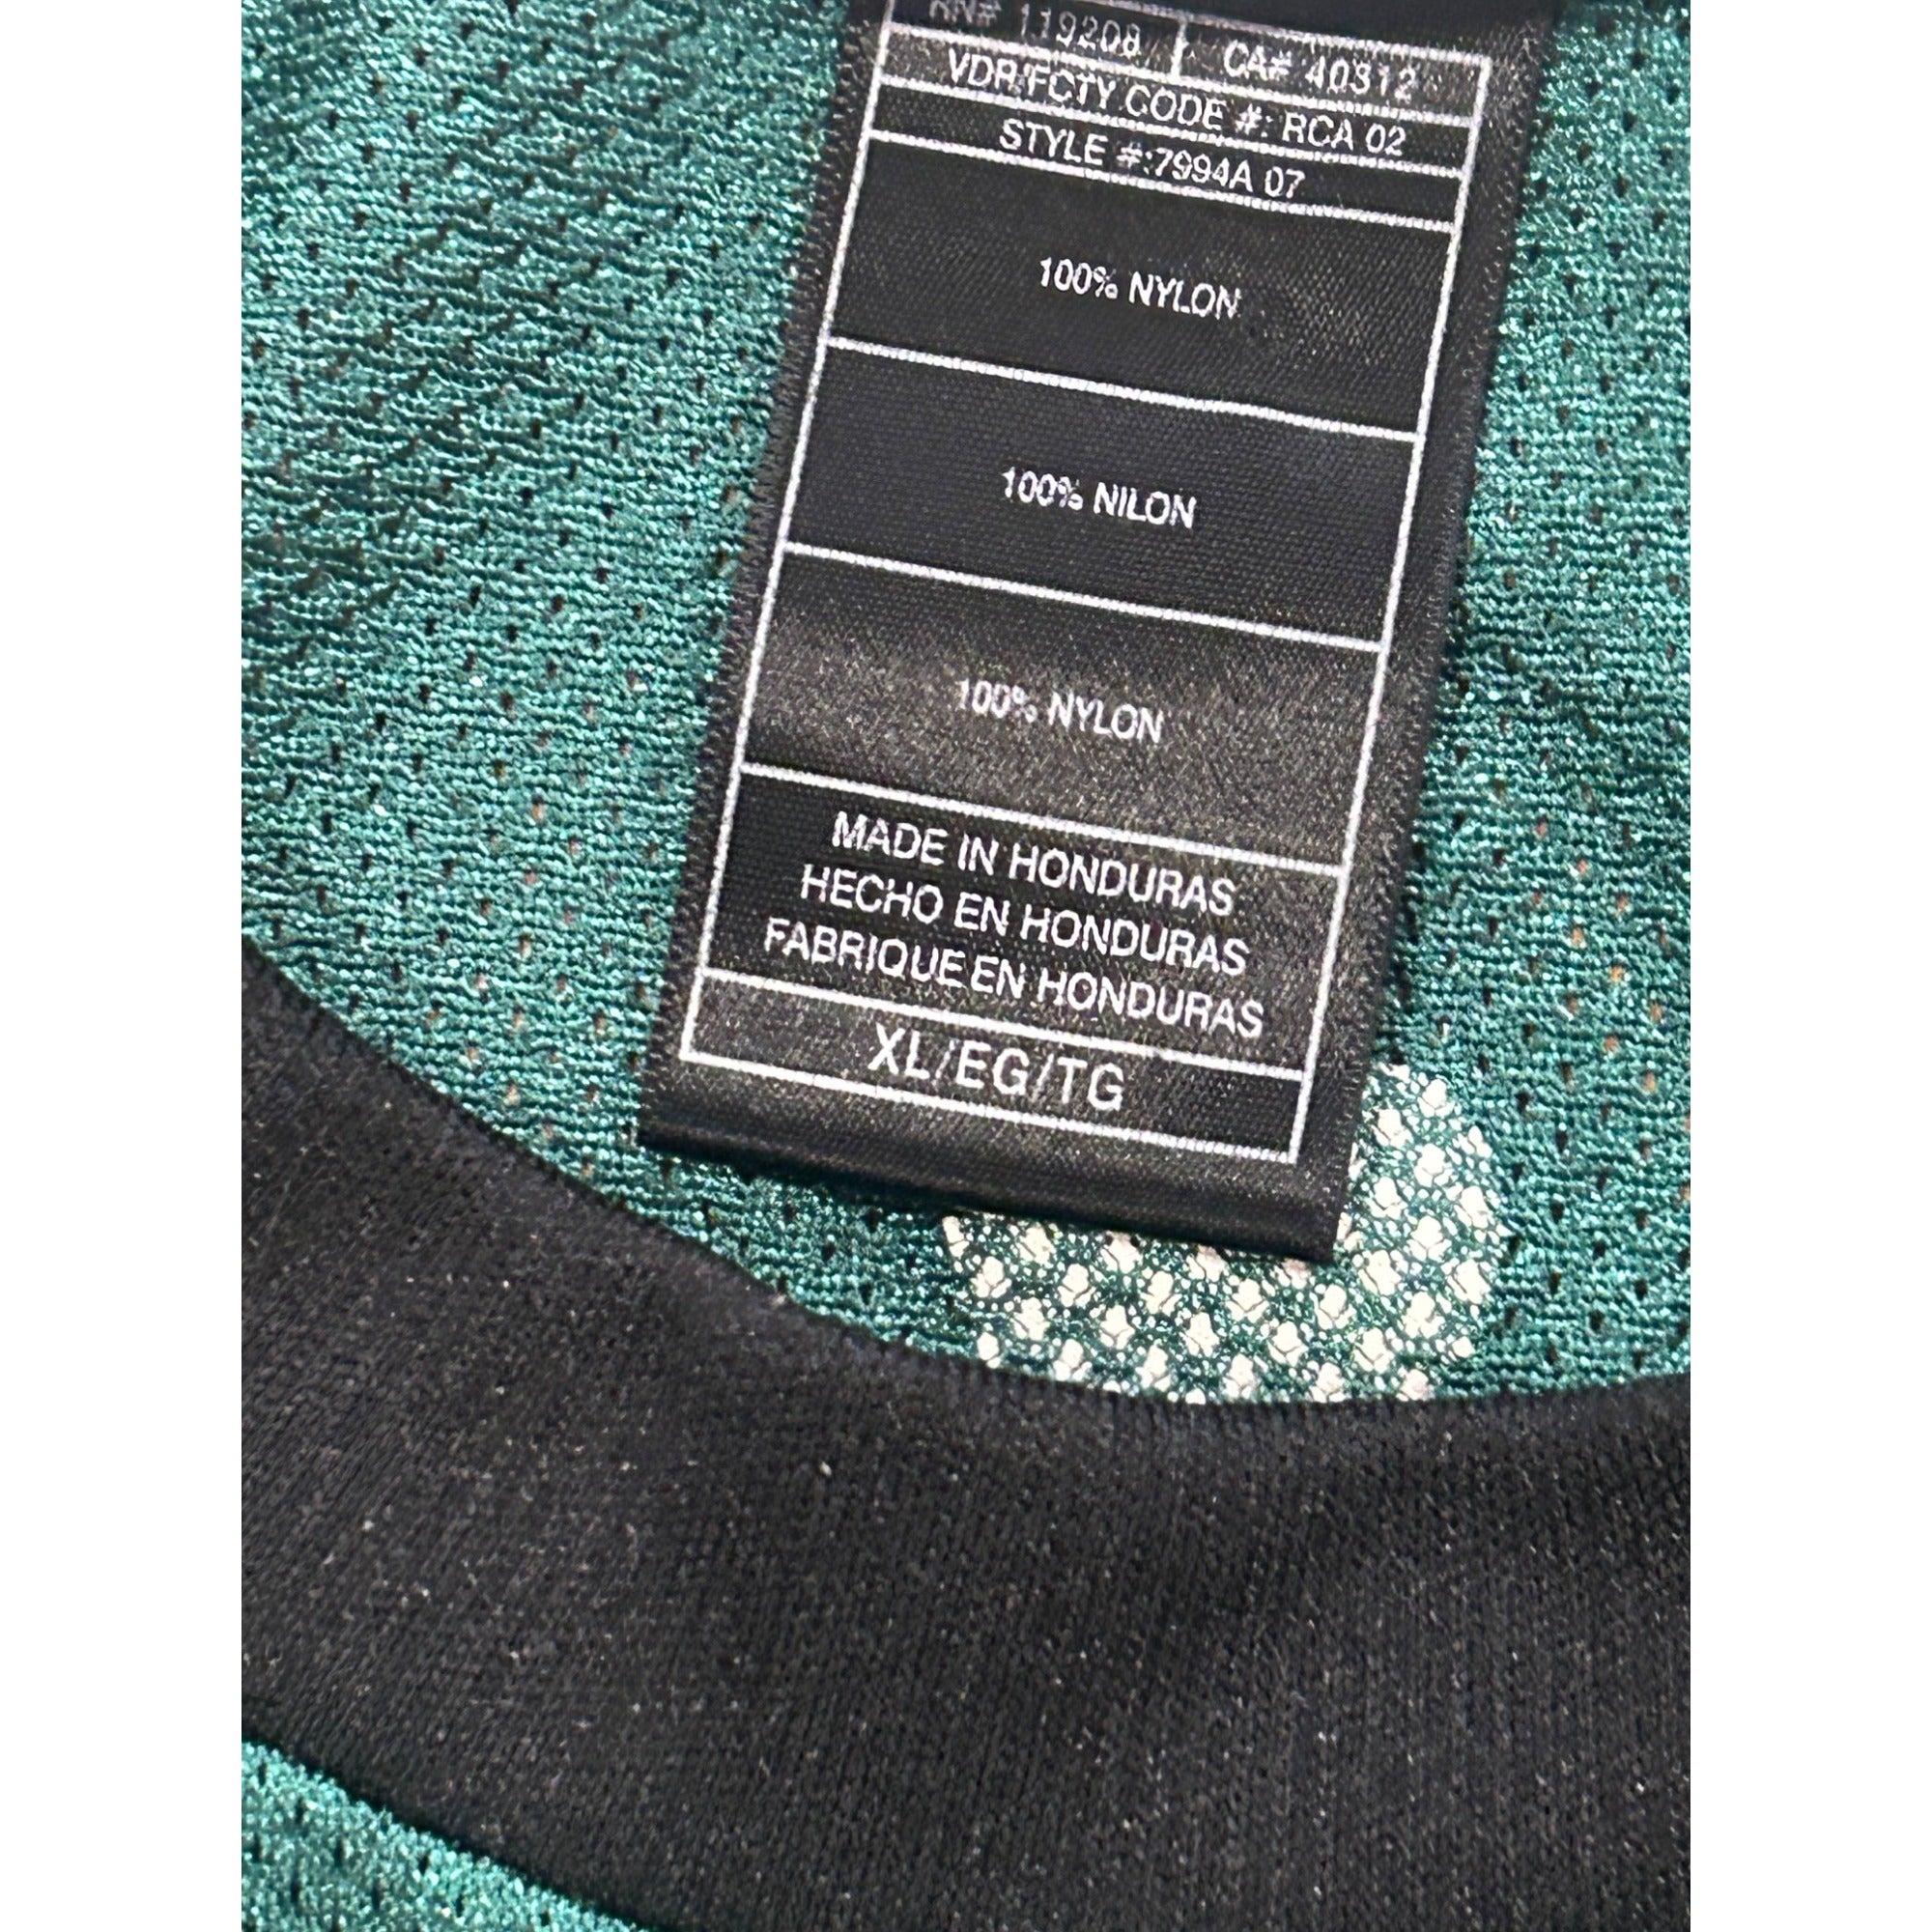 RN# 119208 CA# 40312
VDR/FCTY CODE #: RCA 02
STYLE #:7994A 07
100% NYLON
100% NILON
100% NYLON
MADE IN HONDURAS
HECHO EN HONDURAS
FABRIQUE EN HONDURAS
XL/EG/TG